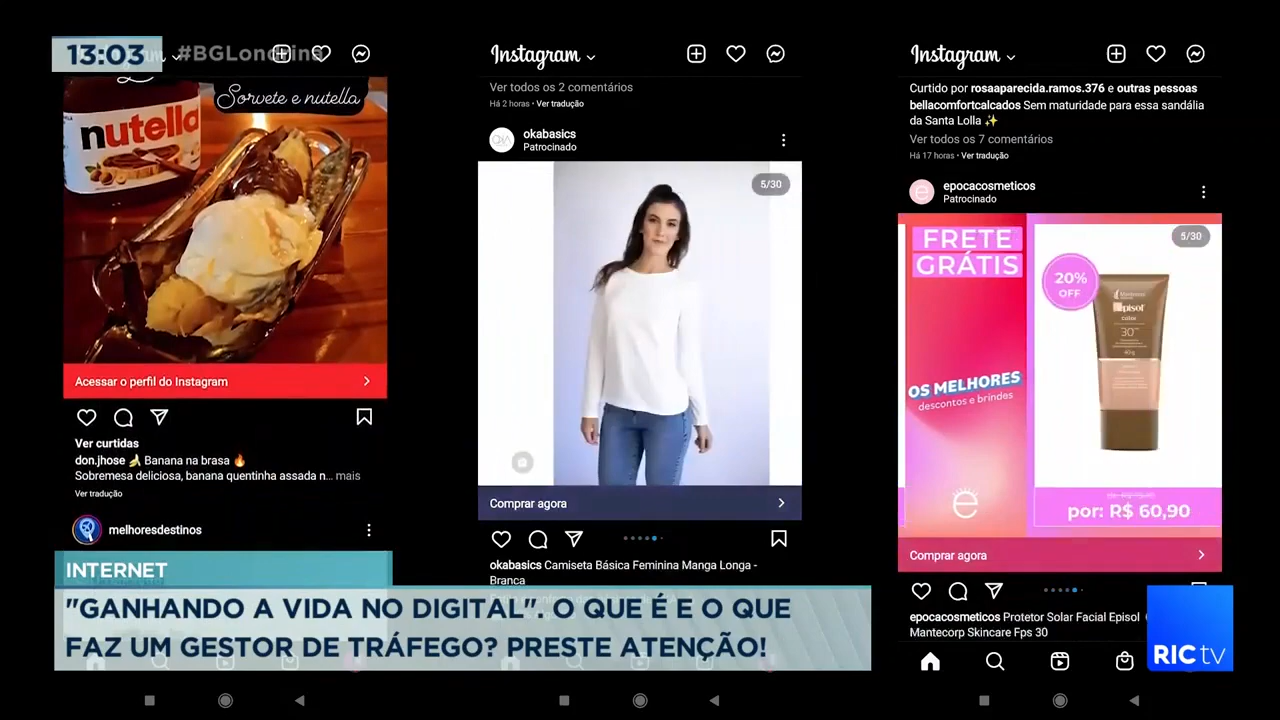 13:03
#BGLondrina
nutella
Sorvete e nutella
Acessar o perfil do Instagram
Ver curtidas
don.jhose 🍌 Banana na brasa 🔥
Sobremesa deliciosa, banana quentinha assada n... mais
Ver tradução
melhoresdestinos
Instagram
Ver todos os 2 comentários
Há 2 horas • Ver tradução
okabasics
Patrocinado
5/30
Comprar agora
okabasics Camiseta Básica Feminina Manga Longa -
Branca
Instagram
Curtido por rosaaparecida.ramos.376 e outras pessoas
bellacomfortcalcados Sem maturidade para essa sandália
da Santa Lolla ✨
Ver todos os 7 comentários
Há 17 horas • Ver tradução
epocacosmeticos
Patrocinado
FRETE
GRÁTIS
5/30
20%
OFF
Episol
color
30
40g
OS MELHORES
descontos e brindes
por: R$ 60,90
Comprar agora
epocacosmeticos Protetor Solar Facial Episol
Mantecorp Skincare Fps 30
INTERNET
"GANHANDO A VIDA NO DIGITAL". O QUE É E O QUE
FAZ UM GESTOR DE TRÁFEGO? PRESTE ATENÇÃO!
RICtv